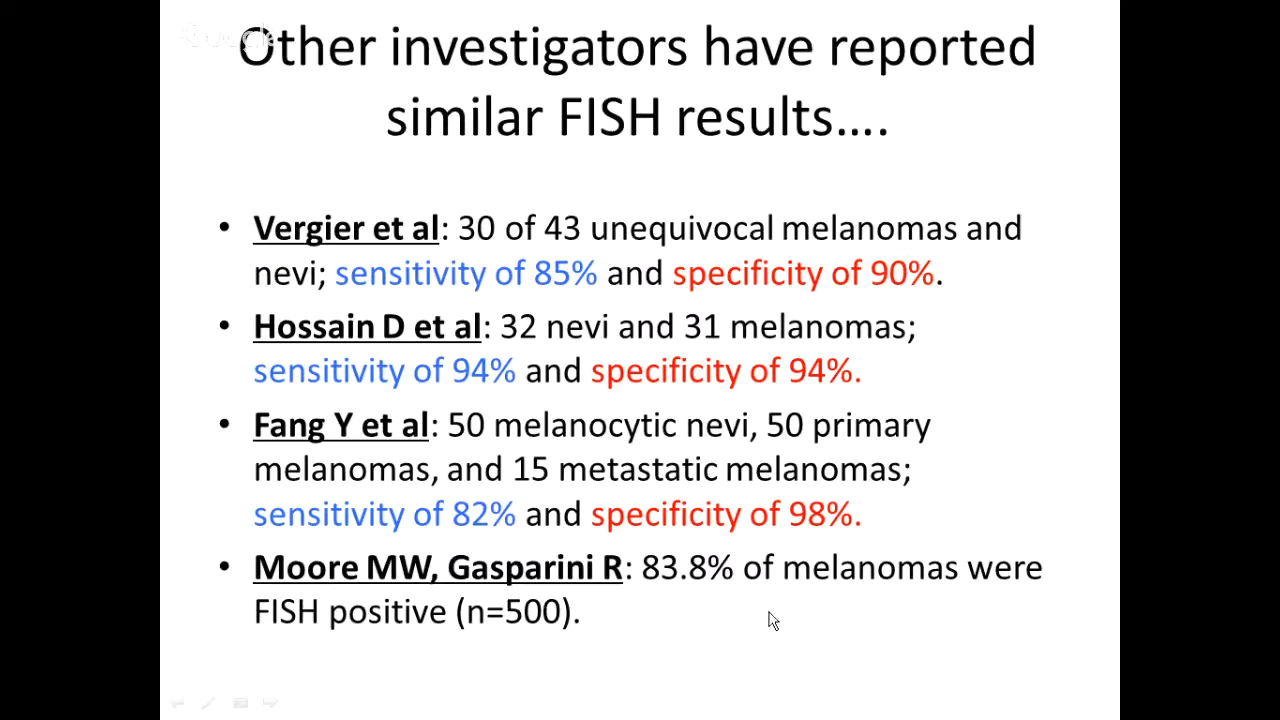 Other investigators have reported
similar FISH results….
• Vergier et al: 30 of 43 unequivocal melanomas and
nevi; sensitivity of 85% and specificity of 90%.
• Hossain D et al: 32 nevi and 31 melanomas;
sensitivity of 94% and specificity of 94%.
• Fang Y et al: 50 melanocytic nevi, 50 primary
melanomas, and 15 metastatic melanomas;
sensitivity of 82% and specificity of 98%.
• Moore MW, Gasparini R: 83.8% of melanomas were
FISH positive (n=500).